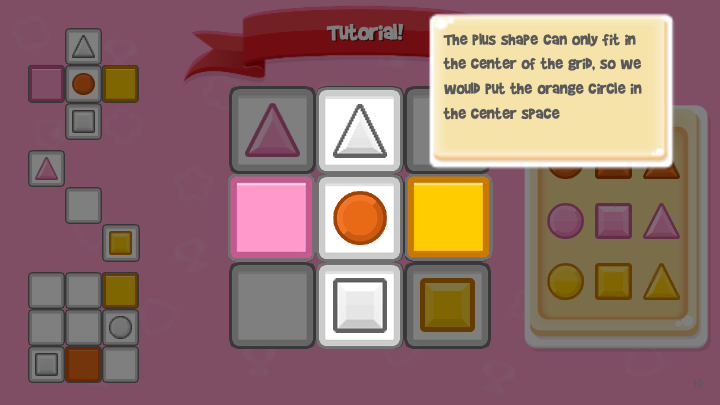 Tutorial!
The plus shape can only fit in
the center of the grid, so we
would put the orange circle in
the center space